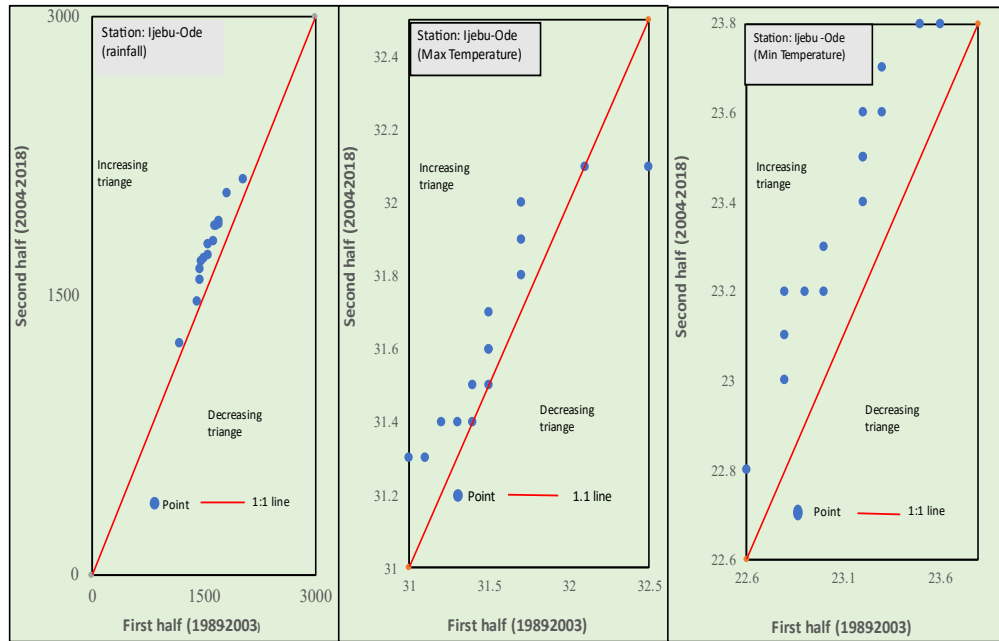 3000
Station: Ijebu-Ode
(rainfall)
Increasing
triange
Second half (2004-2018)
1500
Decreasing
triange
Point
1:1 line
0
0
1500
3000
First half (19892003)
Station: Ijebu-Ode
(Max Temperature)
32.4
32.2
Increasing
triange
32
Second half (2004-2018)
31.8
31.6
31.4
Decreasing
triange
31.2
Point
1.1 line
31
31
31.5
32
32.5
First half (19892003)
23.8
Station: Ijebu -Ode
(Min Temperature)
23.6
Increasing
triange
23.4
Second half (2004-2018)
23.2
23
Decreasing
triange
22.8
Point
1:1 line
22.6
22.6
23.1
23.6
First half (19892003)